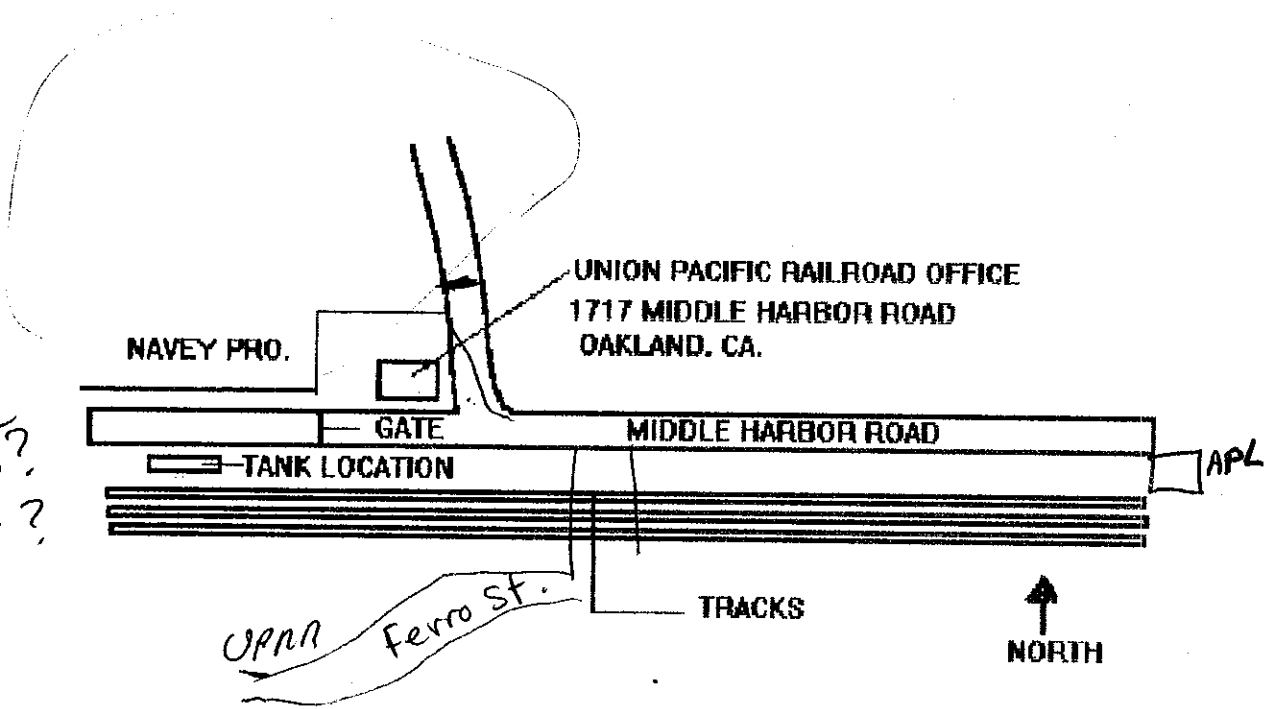 UNION PACIFIC RAILROAD OFFICE
1717 MIDDLE HARBOR ROAD
OAKLAND, CA.
NAVEY PRO.
GATE
MIDDLE HARBOR ROAD
?
TANK LOCATION
APL
?
TRACKS
Ferro St.
UPRR
NORTH